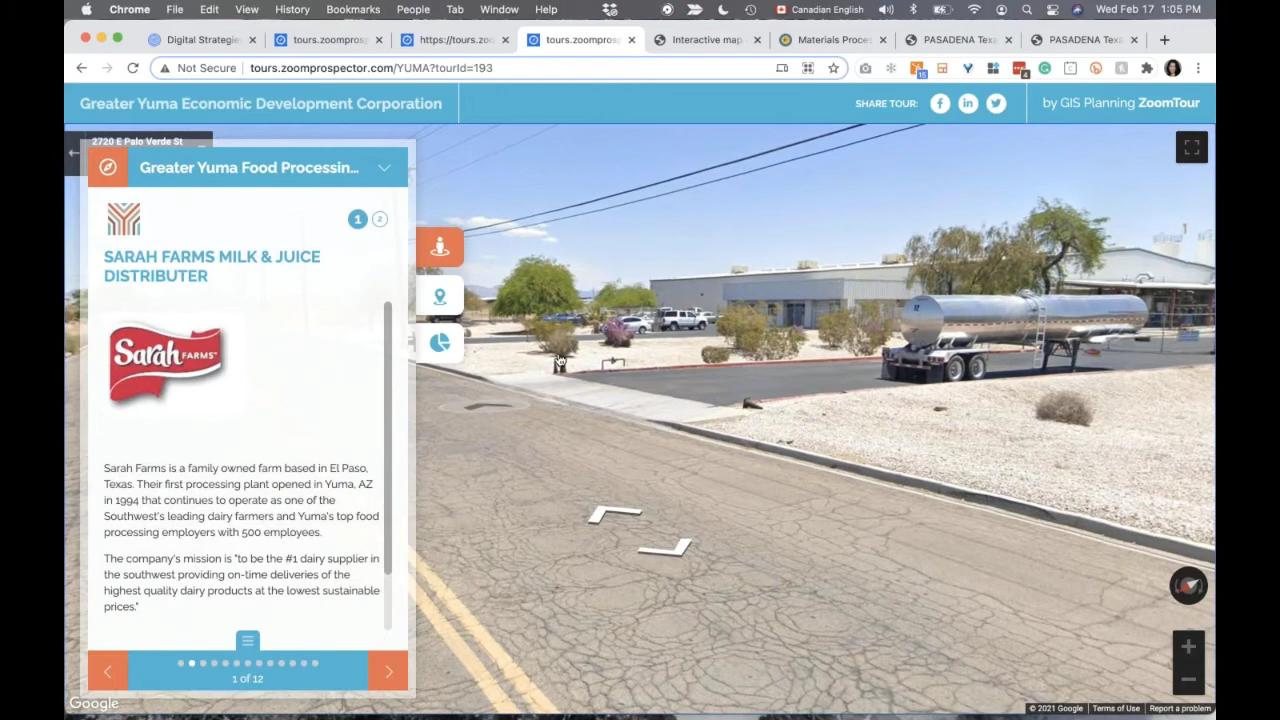 Chrome File Edit View History Bookmarks People Tab Window Help Canadian English Wed Feb 17 1:05 PM
Digital Strategie tours.zoompros https://tours.zoo tours.zoompros Interactive map Materials Proce PASADENA Texa PASADENA Texa
Not Secure tours.zoomprospector.com/YUMA?tourId=193 15 4
Greater Yuma Economic Development Corporation SHARE TOUR: by GIS Planning ZoomTour
2720 E Palo Verde St
Greater Yuma Food Processin...
1 2
SARAH FARMS MILK & JUICE
DISTRIBUTER
Sarah FARMS
Sarah Farms is a family owned farm based in El Paso,
Texas. Their first processing plant opened in Yuma, AZ
in 1994 that continues to operate as one of the
Southwest's leading dairy farmers and Yuma's top food
processing employers with 500 employees.
The company's mission is "to be the #1 dairy supplier in
the southwest providing on-time deliveries of the
highest quality dairy products at the lowest sustainable
prices."
1 of 12
Google
© 2021 Google Terms of Use Report a problem